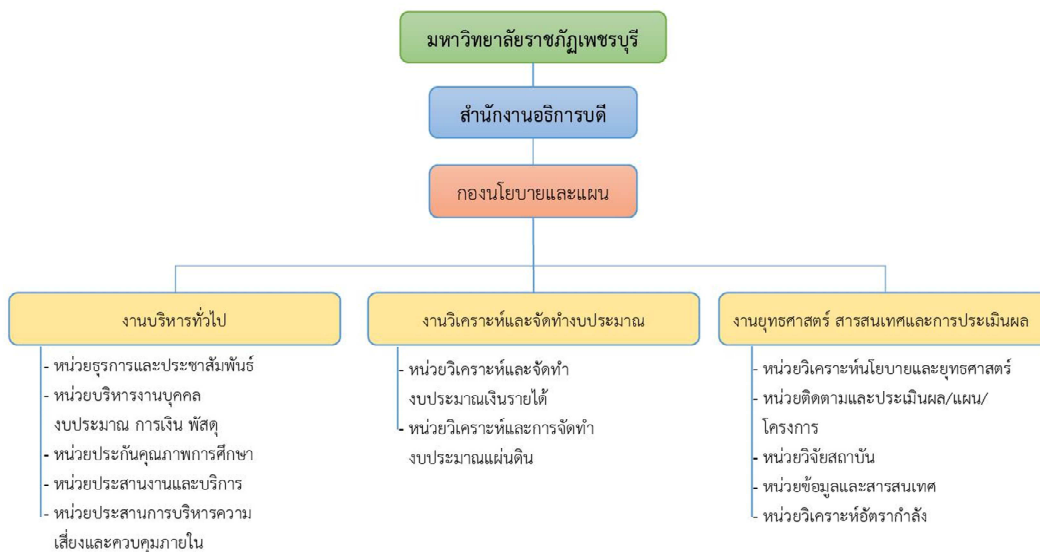 มหาวิทยาลัยราชภัฏเพชรบุรี
สำนักงานอธิการบดี
กองนโยบายและแผน
งานบริหารทั่วไป
- หน่วยธุรการและประชาสัมพันธ์
- หน่วยบริหารงานบุคคล
งบประมาณ การเงิน พัสดุ
- หน่วยประกันคุณภาพการศึกษา
- หน่วยประสานงานและบริการ
- หน่วยประสานการบริหารความ
เสี่ยงและควบคุมภายใน
งานวิเคราะห์และจัดทำงบประมาณ
- หน่วยวิเคราะห์และจัดทำ
งบประมาณเงินรายได้
- หน่วยวิเคราะห์และการจัดทำ
งบประมาณแผ่นดิน
งานยุทธศาสตร์ สารสนเทศและการประเมินผล
- หน่วยวิเคราะห์นโยบายและยุทธศาสตร์
- หน่วยติดตามและประเมินผล/แผน/
โครงการ
- หน่วยวิจัยสถาบัน
- หน่วยข้อมูลและสารสนเทศ
- หน่วยวิเคราะห์อัตรากำลัง